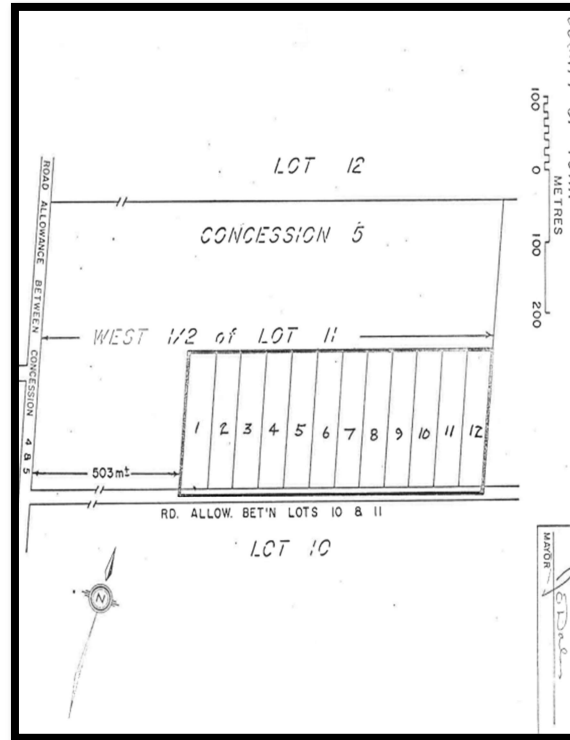 LOT 12
CONCESSION 5
WEST 1/2 of LOT 11
1 2 3 4 5 6 7 8 9 10 11 12
503m±
RD. ALLOW. BET'N LOTS 10 & 11
LOT 10
N
ROAD ALLOWANCE BETWEEN CONCESSION 4 & 5
100 0 100 200
METRES
MAYOR